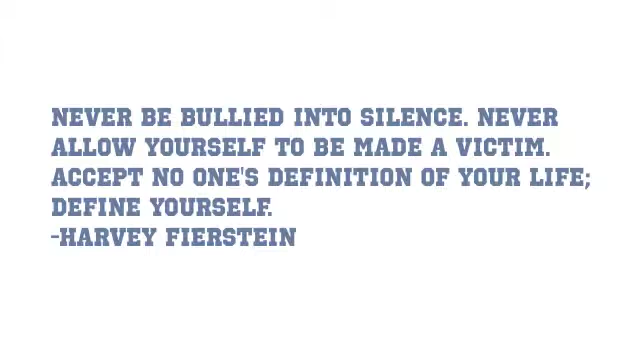 NEVER BE BULLIED INTO SILENCE. NEVER
ALLOW YOURSELF TO BE MADE A VICTIM.
ACCEPT NO ONE'S DEFINITION OF YOUR LIFE;
DEFINE YOURSELF.
-HARVEY FIERSTEIN